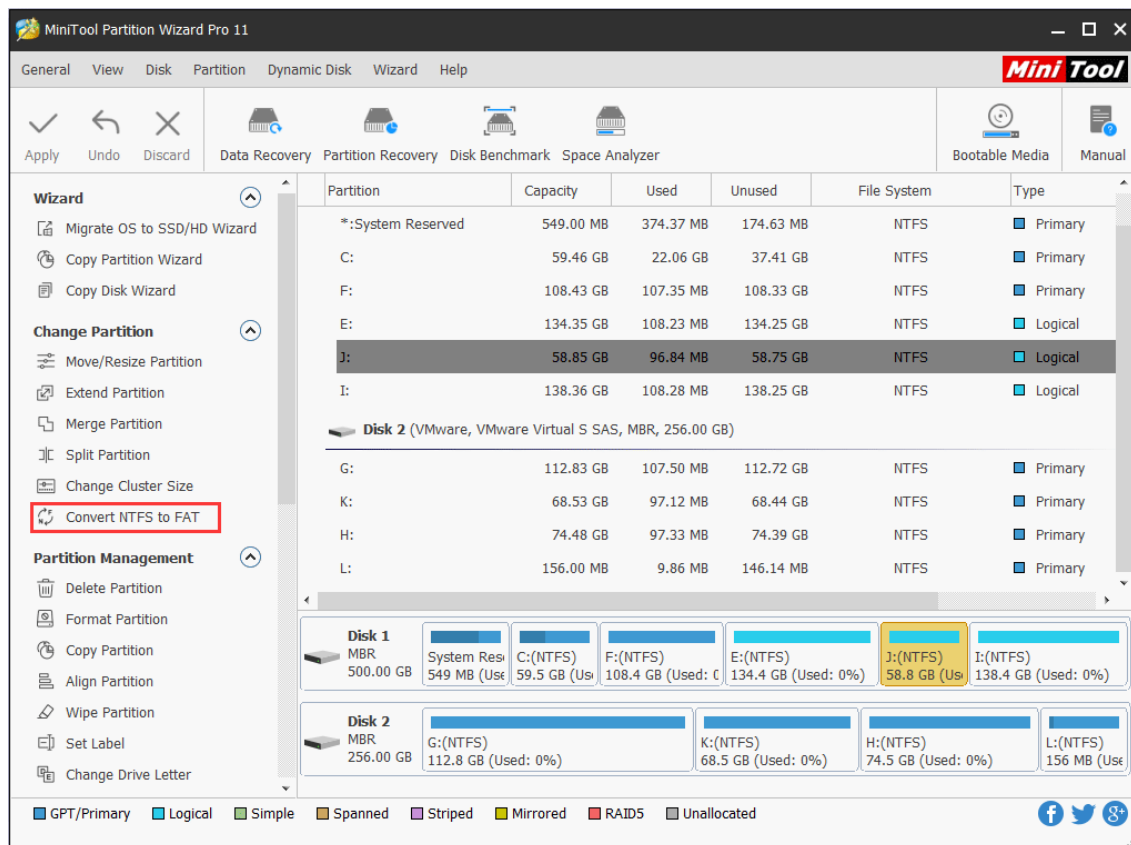 MiniTool Partition Wizard Pro 11
General View Disk Partition Dynamic Disk Wizard Help
Mini Tool
Apply Undo Discard Data Recovery Partition Recovery Disk Benchmark Space Analyzer Bootable Media Manual
Wizard
Migrate OS to SSD/HD Wizard
Copy Partition Wizard
Copy Disk Wizard
Change Partition
Move/Resize Partition
Extend Partition
Merge Partition
Split Partition
Change Cluster Size
Convert NTFS to FAT
Partition Management
Delete Partition
Format Partition
Copy Partition
Align Partition
Wipe Partition
Set Label
Change Drive Letter
Partition Capacity Used Unused File System Type
*:System Reserved 549.00 MB 374.37 MB 174.63 MB NTFS Primary
C: 59.46 GB 22.06 GB 37.41 GB NTFS Primary
F: 108.43 GB 107.35 MB 108.33 GB NTFS Primary
E: 134.35 GB 108.23 MB 134.25 GB NTFS Logical
J: 58.85 GB 96.84 MB 58.75 GB NTFS Logical
I: 138.36 GB 108.28 MB 138.25 GB NTFS Logical
Disk 2 (VMware, VMware Virtual S SAS, MBR, 256.00 GB)
G: 112.83 GB 107.50 MB 112.72 GB NTFS Primary
K: 68.53 GB 97.12 MB 68.44 GB NTFS Primary
H: 74.48 GB 97.33 MB 74.39 GB NTFS Primary
L: 156.00 MB 9.86 MB 146.14 MB NTFS Primary
Disk 1
MBR
500.00 GB
System Res
549 MB (Use
C:(NTFS)
59.5 GB (Us
F:(NTFS)
108.4 GB (Used:
E:(NTFS)
134.4 GB (Used: 0%)
J:(NTFS)
58.8 GB (Us
I:(NTFS)
138.4 GB (Used: 0%)
Disk 2
MBR
256.00 GB
G:(NTFS)
112.8 GB (Used: 0%)
K:(NTFS)
68.5 GB (Used: 0%)
H:(NTFS)
74.5 GB (Used: 0%)
L:(NTFS)
156 MB (Use
GPT/Primary Logical Simple Spanned Striped Mirrored RAID5 Unallocated